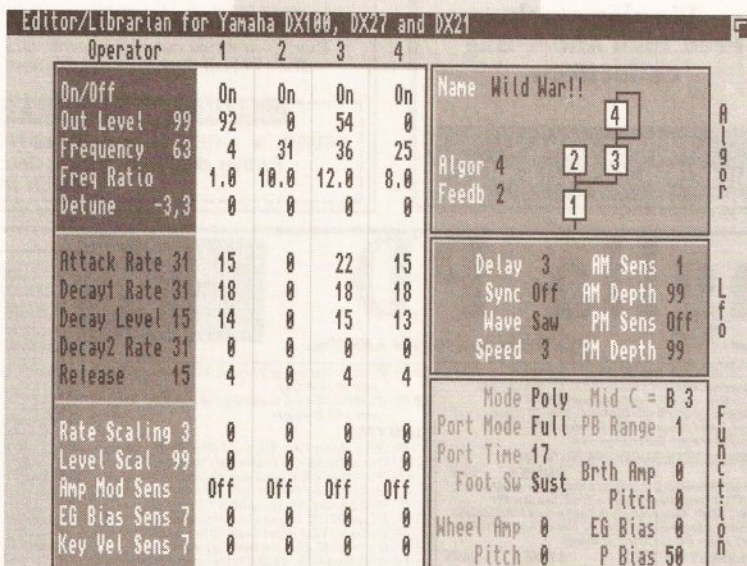 Editor/Librarian for Yamaha DX100, DX27 and DX21
Operator 1 2 3 4
On/Off On On On On
Out Level 99 92 0 54 0
Frequency 63 4 31 36 25
Freq Ratio 1.0 10.0 12.0 8.0
Detune -3,3 0 0 0 0
Attack Rate 31 15 0 22 15
Decay1 Rate 31 18 0 18 18
Decay Level 15 14 0 15 13
Decay2 Rate 31 0 0 0 0
Release 15 4 0 4 4
Rate Scaling 3 0 0 0 0
Level Scal 99 0 0 0 0
Amp Mod Sens Off Off Off Off
EG Bias Sens 7 0 0 0 0
Key Vel Sens 7 0 0 0 0
Name Wild War!!
4
2 3
Algor 4
Feedb 2
1
Algor
Delay 3 AM Sens 1
Sync Off AM Depth 99
Wave Saw PM Sens Off
Speed 3 PM Depth 99
Lfo
Mode Poly Mid C = B 3
Port Mode Full PB Range 1
Port Time 17
Foot Sw Sust Brth Amp 0
Pitch 0
Wheel Amp 0 EG Bias 0
Pitch 0 P Bias 50
Function